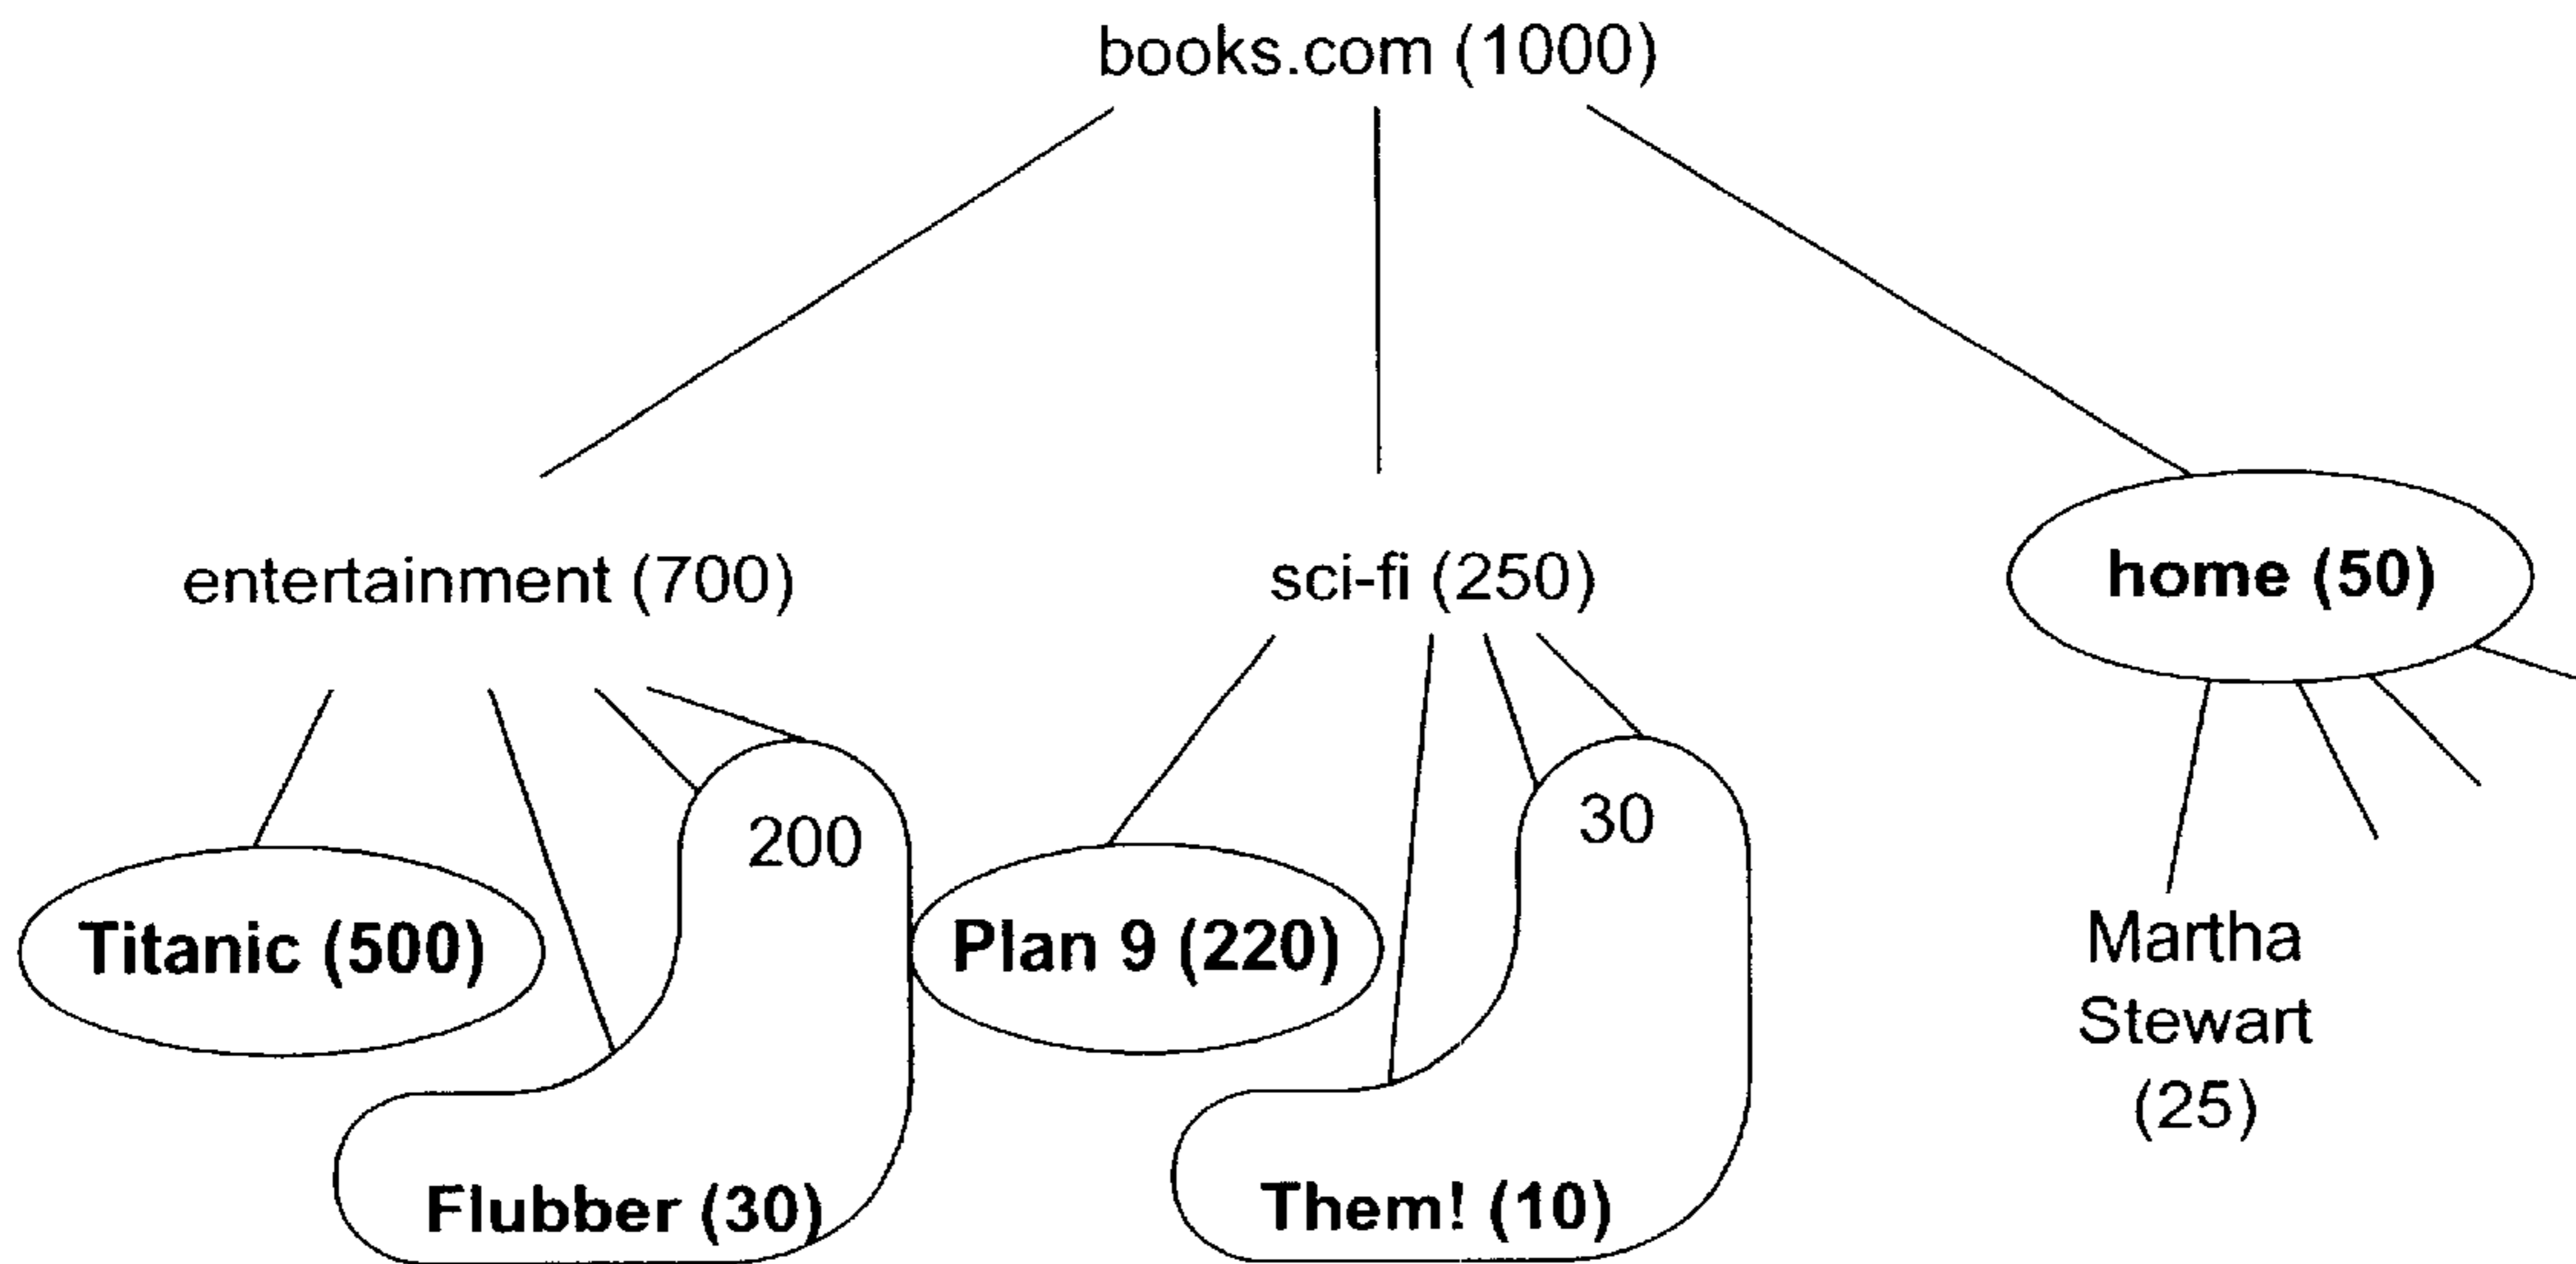 books.com (1000)
entertainment (700)
sci-fi (250)
home (50)
200
30
Titanic (500)
Plan 9 (220)
Martha
Stewart
(25)
Flubber (30)
Them! (10)